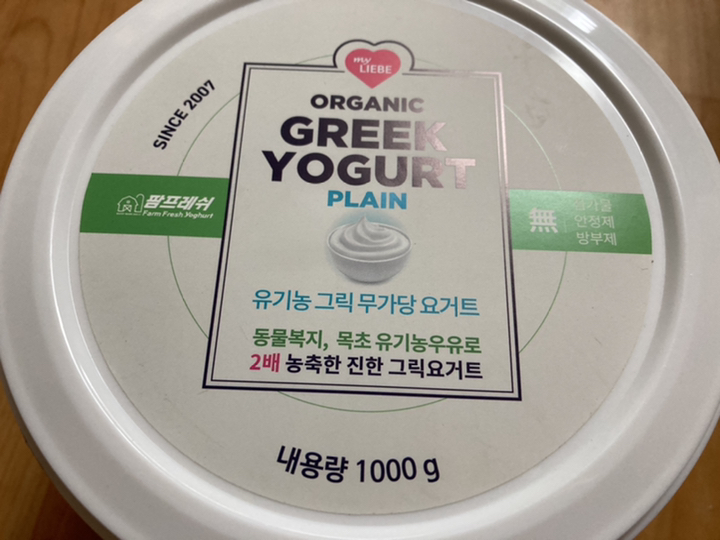 my
LIEBE
SINCE 2007
ORGANIC
GREEK
YOGURT
PLAIN
팜프레쉬
Farm Fresh Yoghurt
無
첨가물
안정제
방부제
유기농 그릭 무가당 요거트
동물복지, 목초 유기농우유로
2배 농축한 진한 그릭요거트
내용량 1000 g